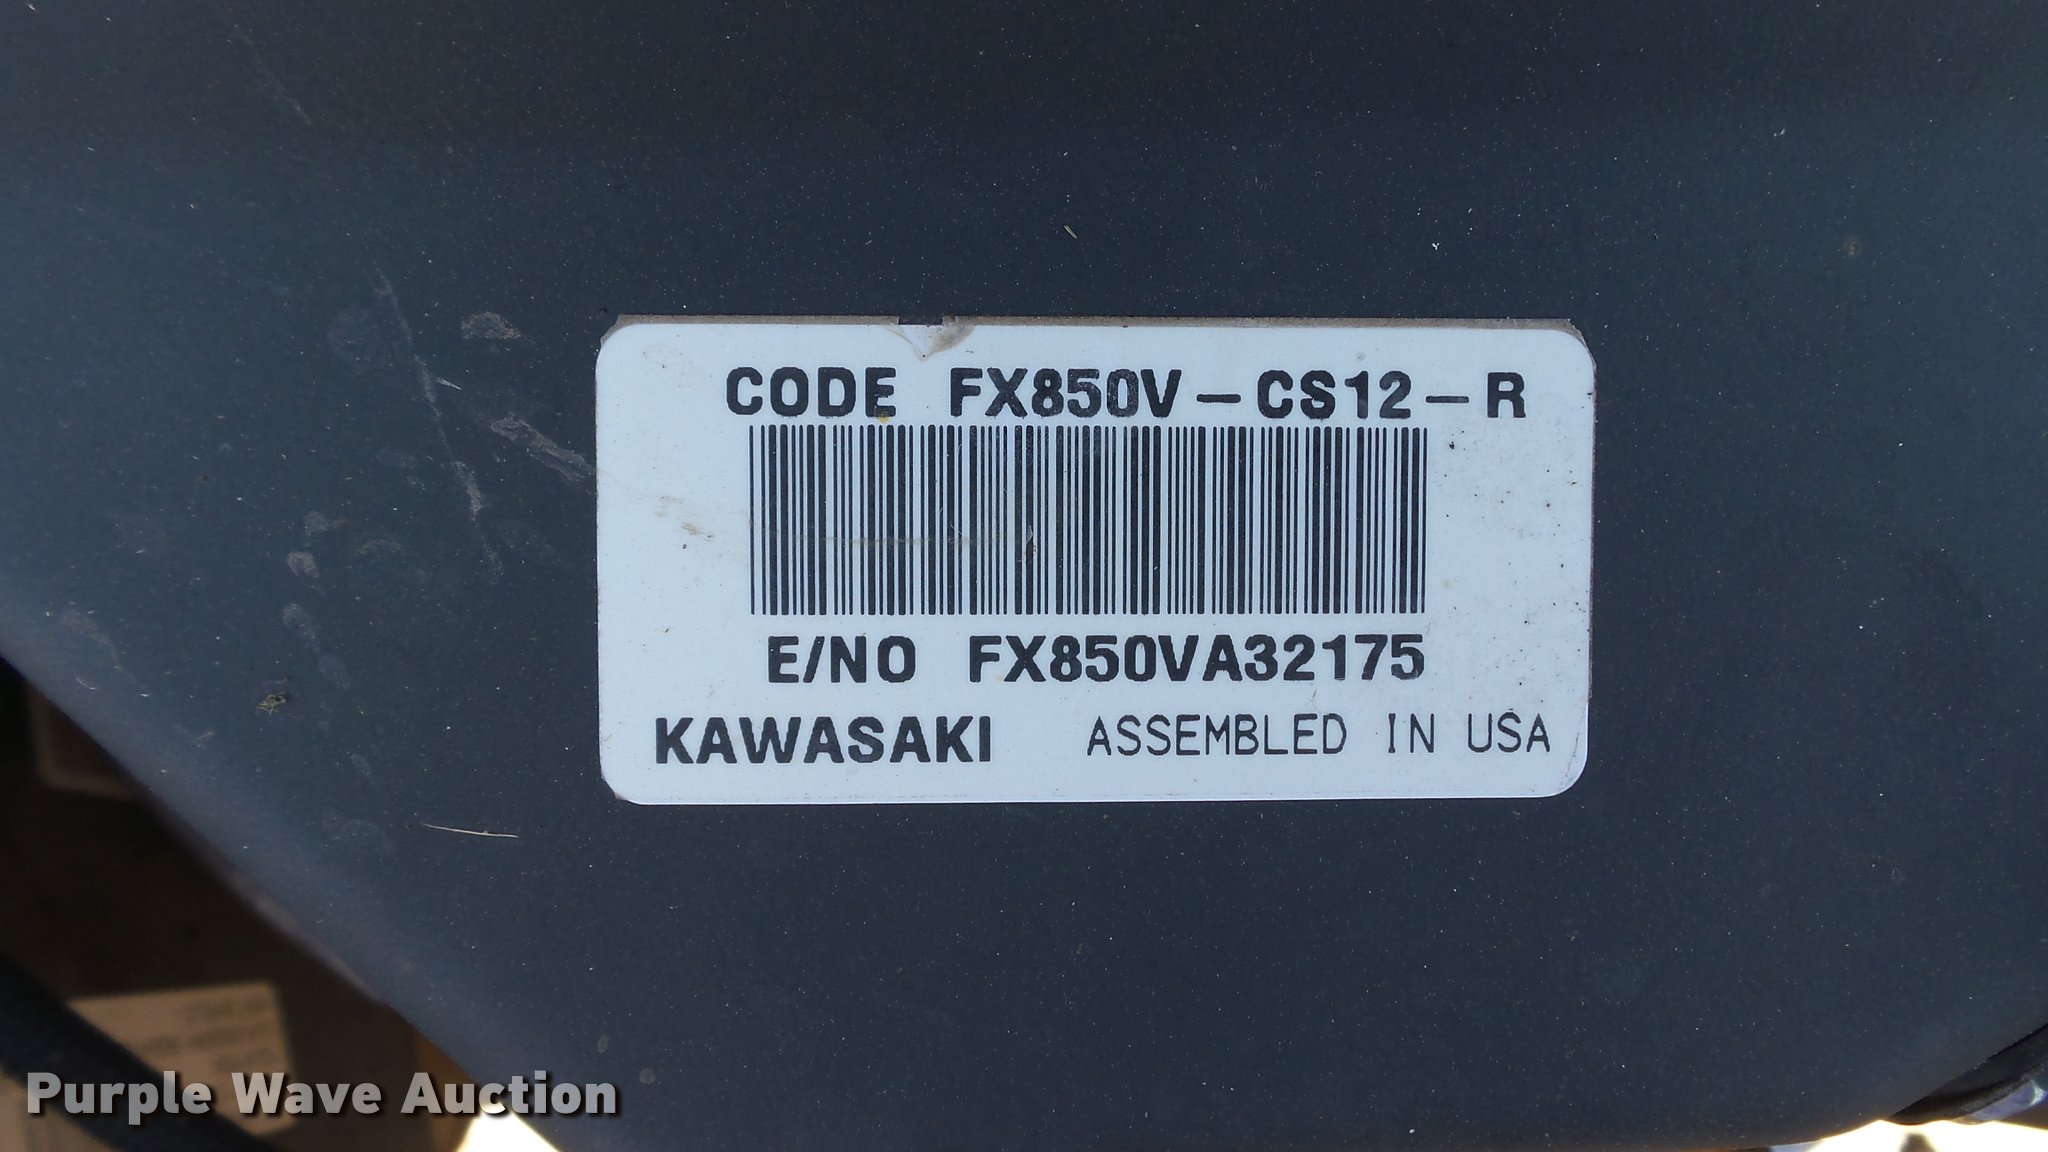 CODE FX850V-CS12-R
E/NO FX850VA32175
KAWASAKI ASSEMBLED IN USA
Purple Wave Auction